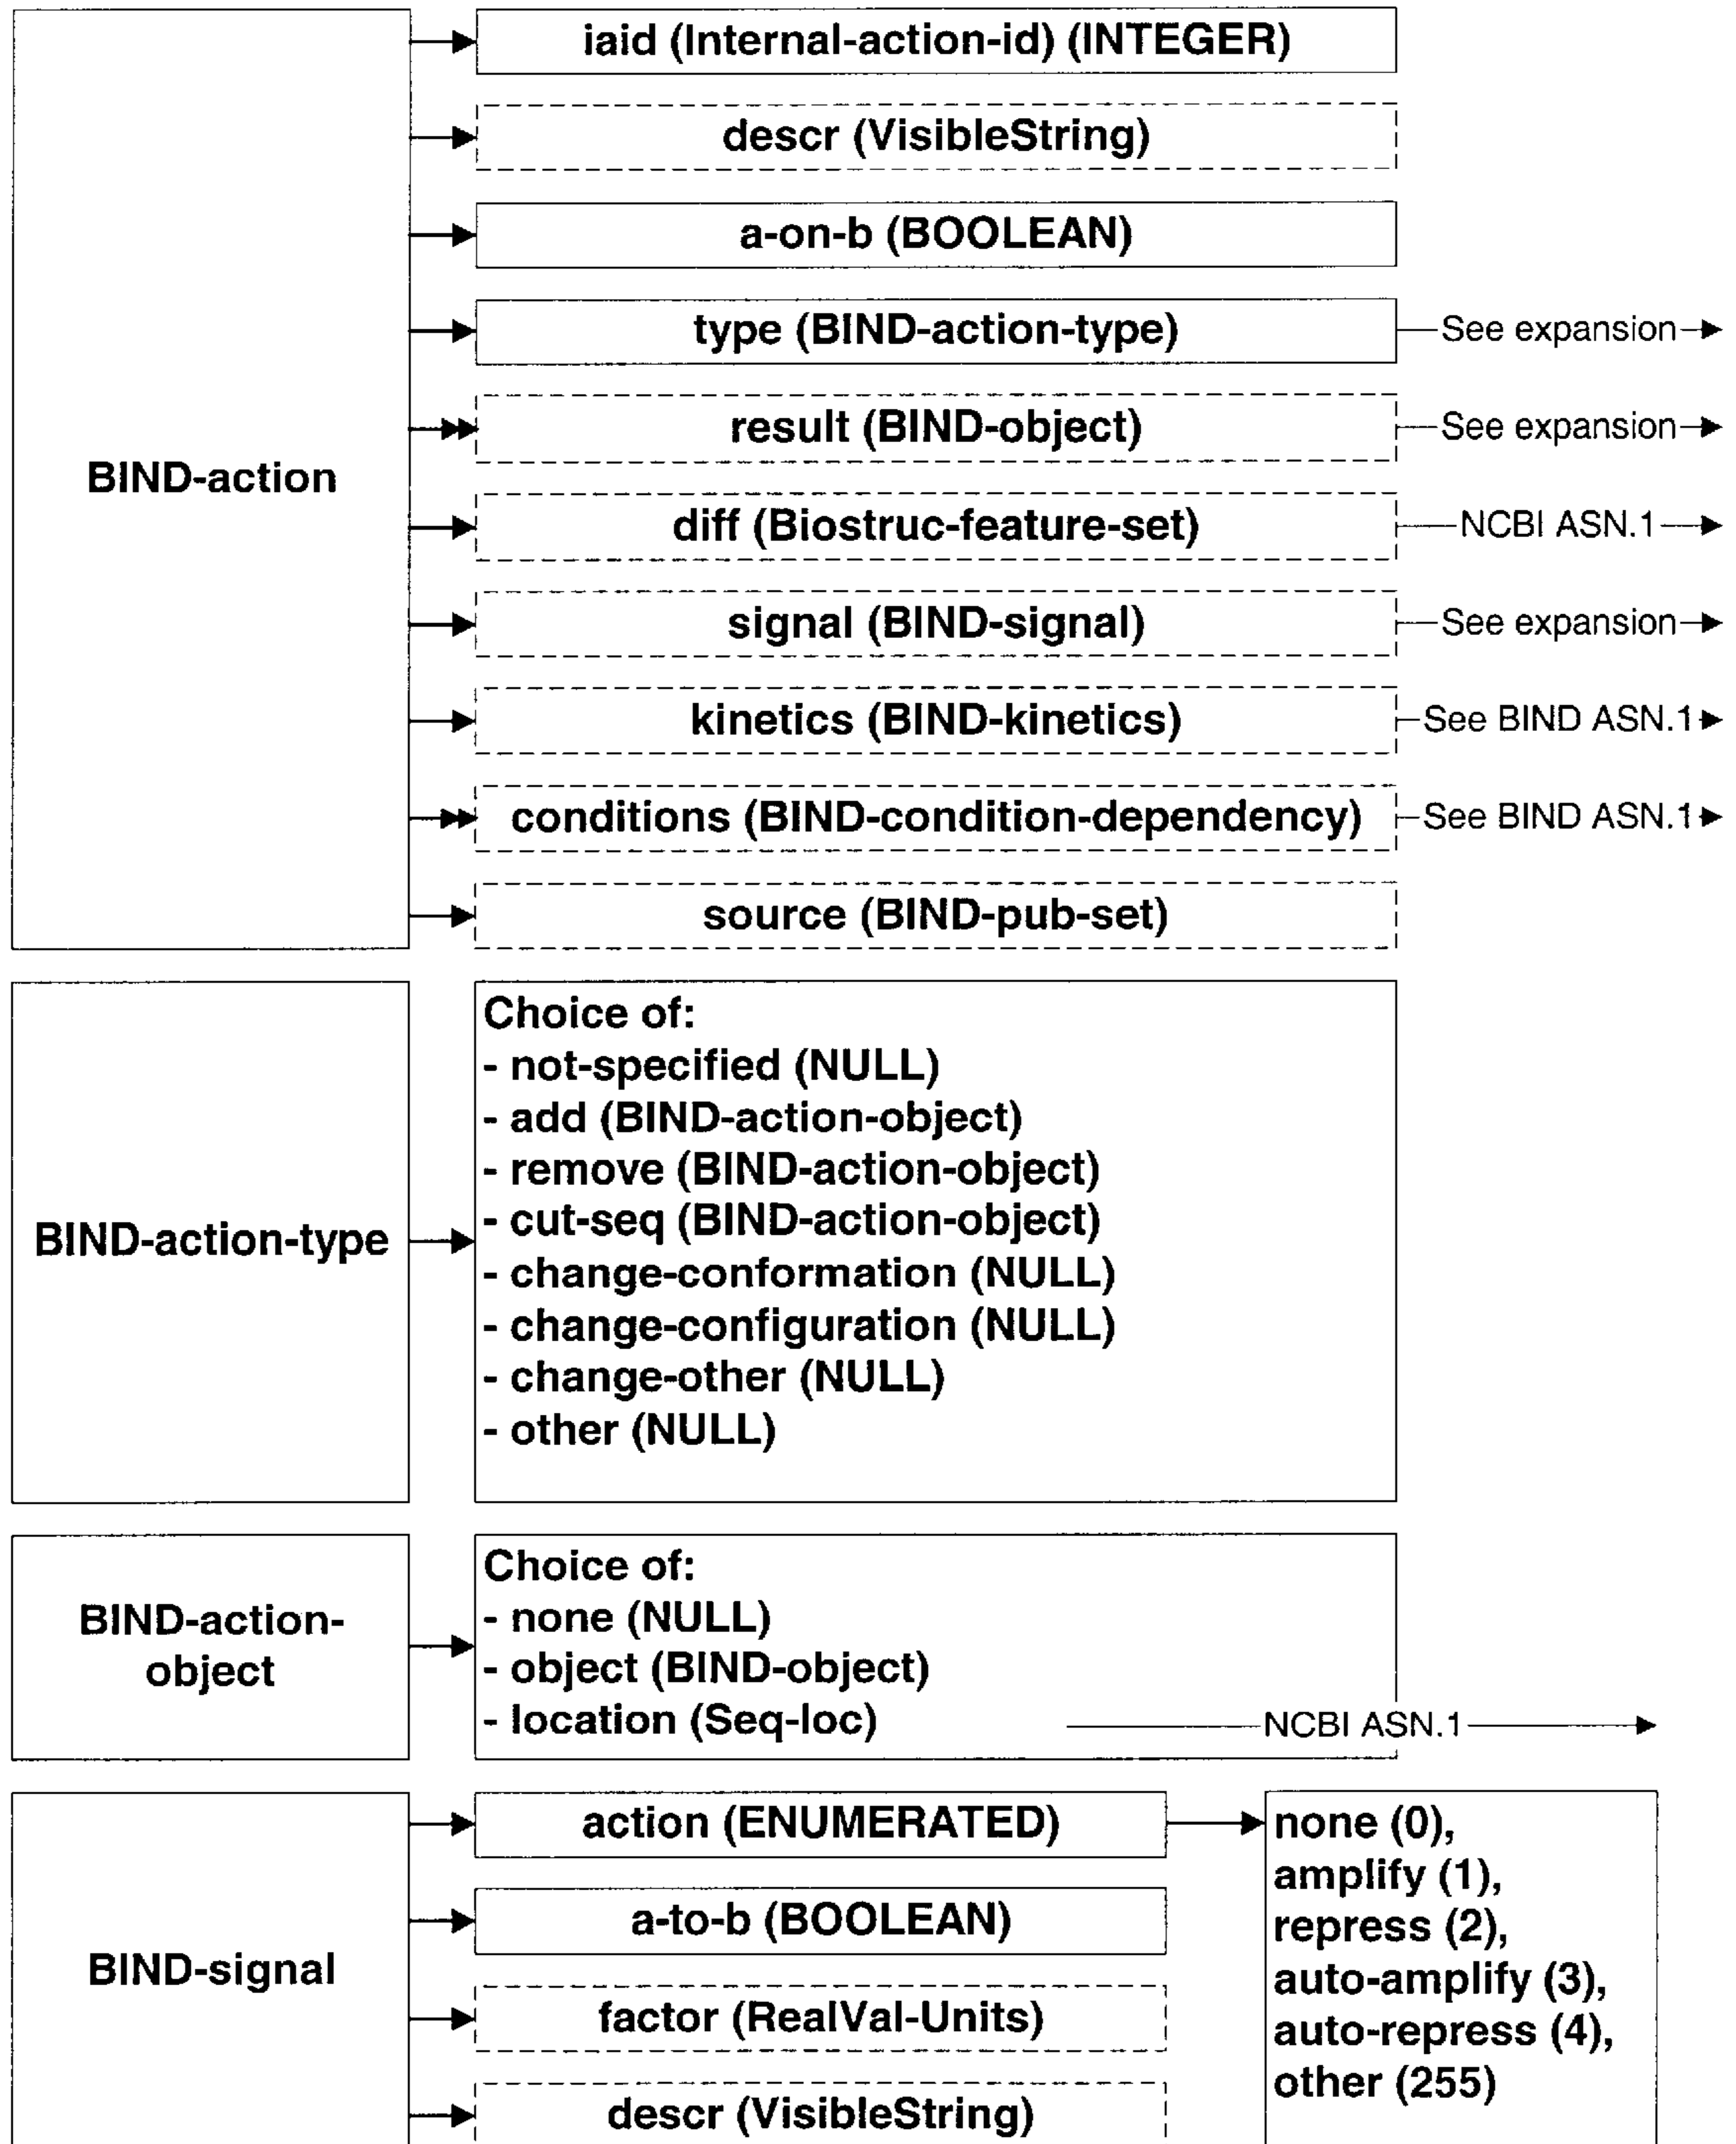 BIND-action
iaid (Internal-action-id) (INTEGER)
descr (VisibleString)
a-on-b (BOOLEAN)
type (BIND-action-type)
See expansion
result (BIND-object)
See expansion
diff (Biostruc-feature-set)
NCBI ASN.1
signal (BIND-signal)
See expansion
kinetics (BIND-kinetics)
See BIND ASN.1
conditions (BIND-condition-dependency)
See BIND ASN.1
source (BIND-pub-set)
BIND-action-type
Choice of:
- not-specified (NULL)
- add (BIND-action-object)
- remove (BIND-action-object)
- cut-seq (BIND-action-object)
- change-conformation (NULL)
- change-configuration (NULL)
- change-other (NULL)
- other (NULL)
BIND-action-
object
Choice of:
- none (NULL)
- object (BIND-object)
- location (Seq-loc)
NCBI ASN.1
BIND-signal
action (ENUMERATED)
a-to-b (BOOLEAN)
factor (RealVal-Units)
descr (VisibleString)
none (0),
amplify (1),
repress (2),
auto-amplify (3),
auto-repress (4),
other (255)